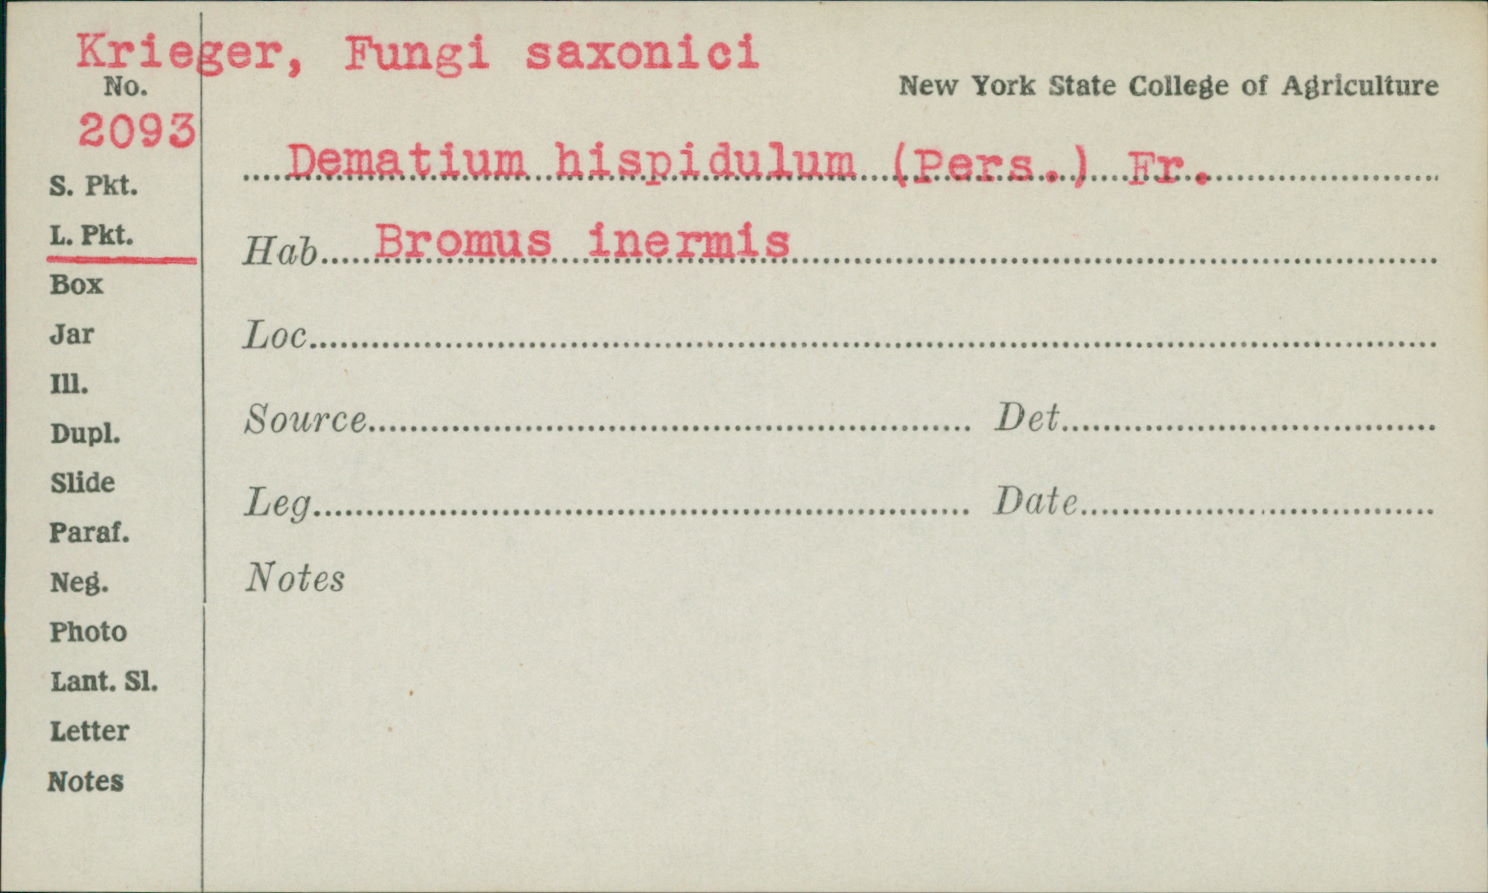 Krieger, Fungi saxonici
No.
2093
New York State College of Agriculture
Dematium hispidulum (Pers.) Fr.
S. Pkt.
L. Pkt.
Hab. Bromus inermis
Box
Jar
Loc.
Ill.
Dupl.
Source Det.
Slide
Leg. Date
Paraf.
Neg.
Notes
Photo
Lant. Sl.
Letter
Notes